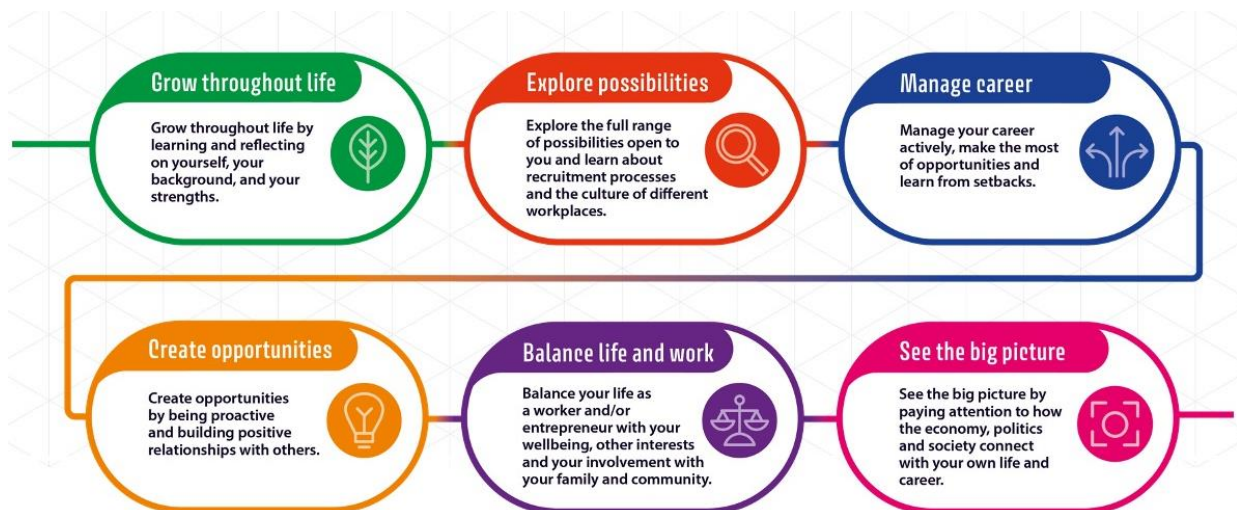 Grow throughout life
Grow throughout life by
learning and reflecting
on yourself, your
background, and your
strengths.
Explore possibilities
Explore the full range
of possibilities open to
you and learn about
recruitment processes
and the culture of different
workplaces.
Manage career
Manage your career
actively, make the most
of opportunities and
learn from setbacks.
Create opportunities
Create opportunities
by being proactive
and building positive
relationships with others.
Balance life and work
Balance your life as
a worker and/or
entrepreneur with your
wellbeing, other interests
and your involvement with
your family and community.
See the big picture
See the big picture by
paying attention to how
the economy, politics
and society connect
with your own life and
career.